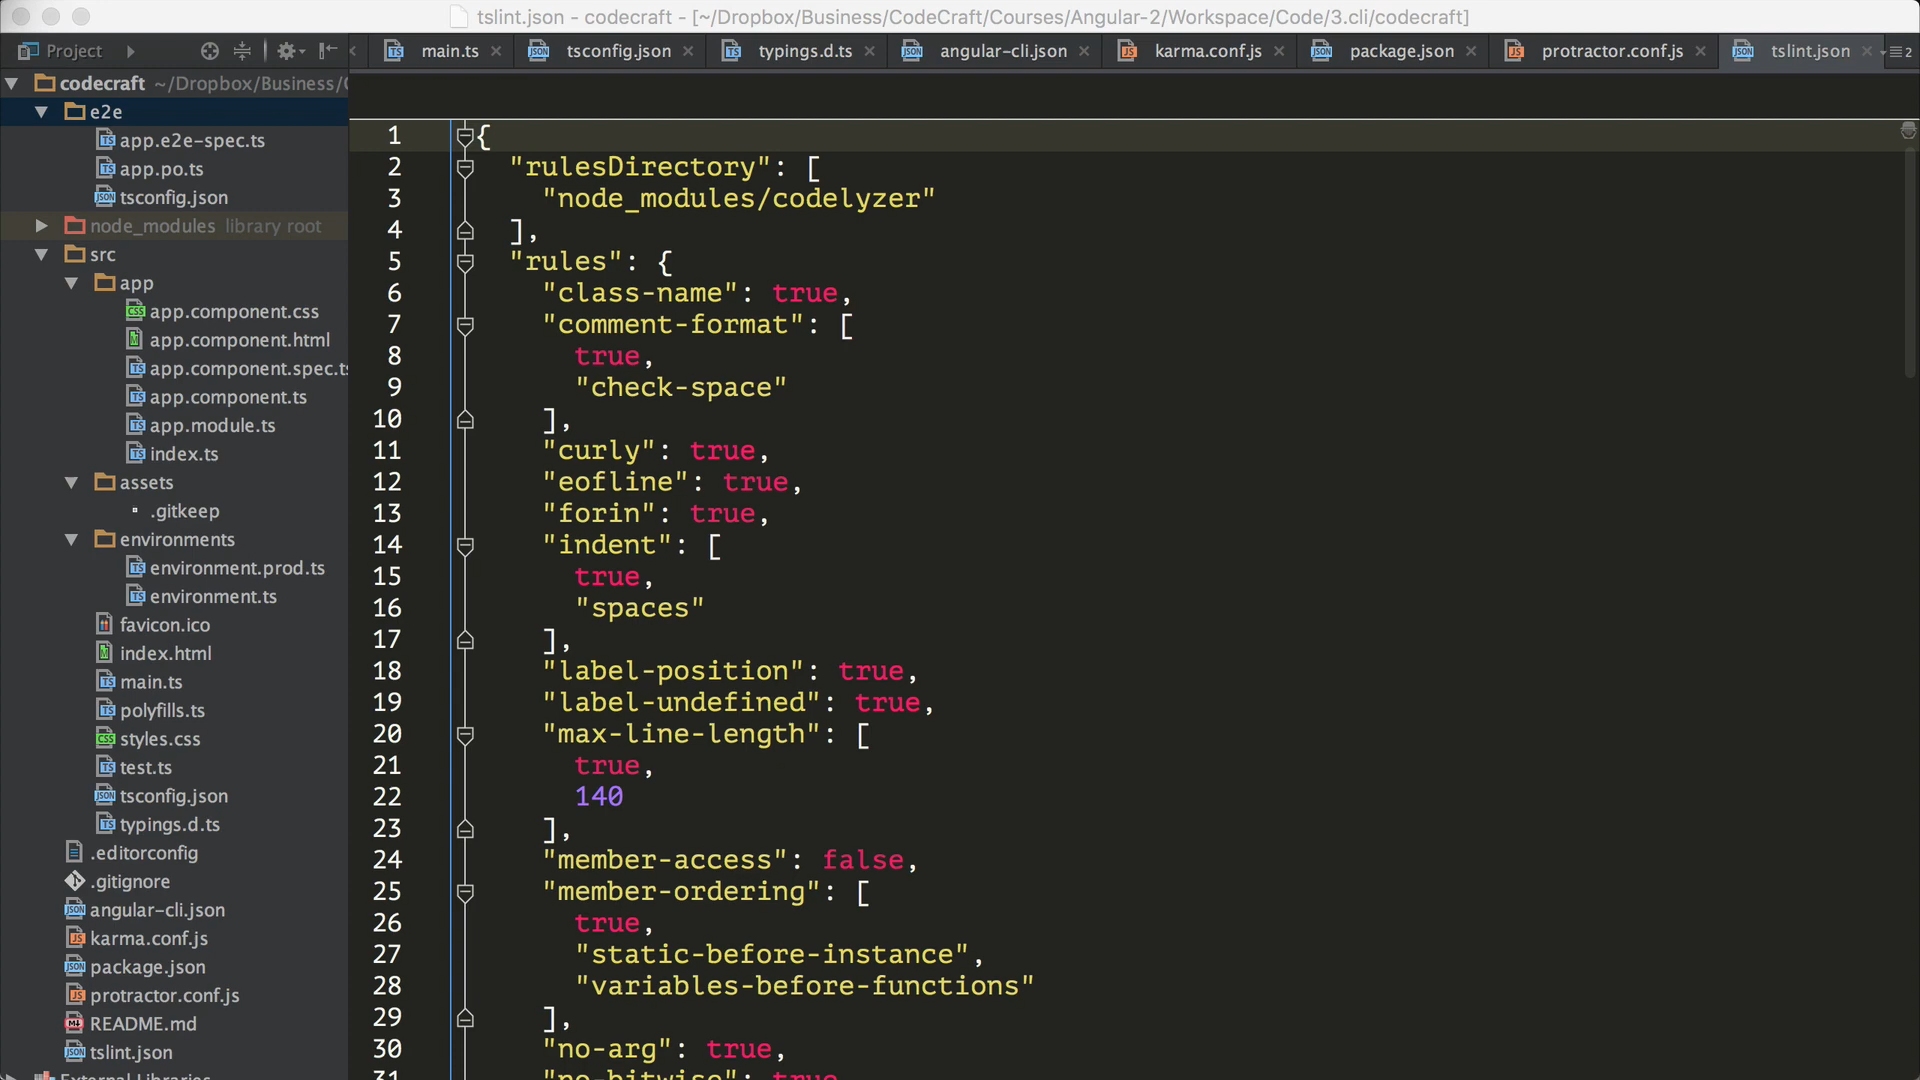 tslint.json - codecraft - [~/Dropbox/Business/CodeCraft/Courses/Angular-2/Workspace/Code/3.cli/codecraft]
Project
main.ts
tsconfig.json
typings.d.ts
angular-cli.json
karma.conf.js
package.json
protractor.conf.js
tslint.json
2
codecraft ~/Dropbox/Business/
e2e
app.e2e-spec.ts
app.po.ts
tsconfig.json
node_modules library root
src
app
app.component.css
app.component.html
app.component.spec.ts
app.component.ts
app.module.ts
index.ts
assets
.gitkeep
environments
environment.prod.ts
environment.ts
favicon.ico
index.html
main.ts
polyfills.ts
styles.css
test.ts
tsconfig.json
typings.d.ts
.editorconfig
.gitignore
angular-cli.json
karma.conf.js
package.json
protractor.conf.js
README.md
tslint.json
External Libraries
1 {
2 "rulesDirectory": [
3 "node_modules/codelyzer"
4 ],
5 "rules": {
6 "class-name": true,
7 "comment-format": [
8 true,
9 "check-space"
10 ],
11 "curly": true,
12 "eofline": true,
13 "forin": true,
14 "indent": [
15 true,
16 "spaces"
17 ],
18 "label-position": true,
19 "label-undefined": true,
20 "max-line-length": [
21 true,
22 140
23 ],
24 "member-access": false,
25 "member-ordering": [
26 true,
27 "static-before-instance",
28 "variables-before-functions"
29 ],
30 "no-arg": true,
31 "no-bitwise": true,